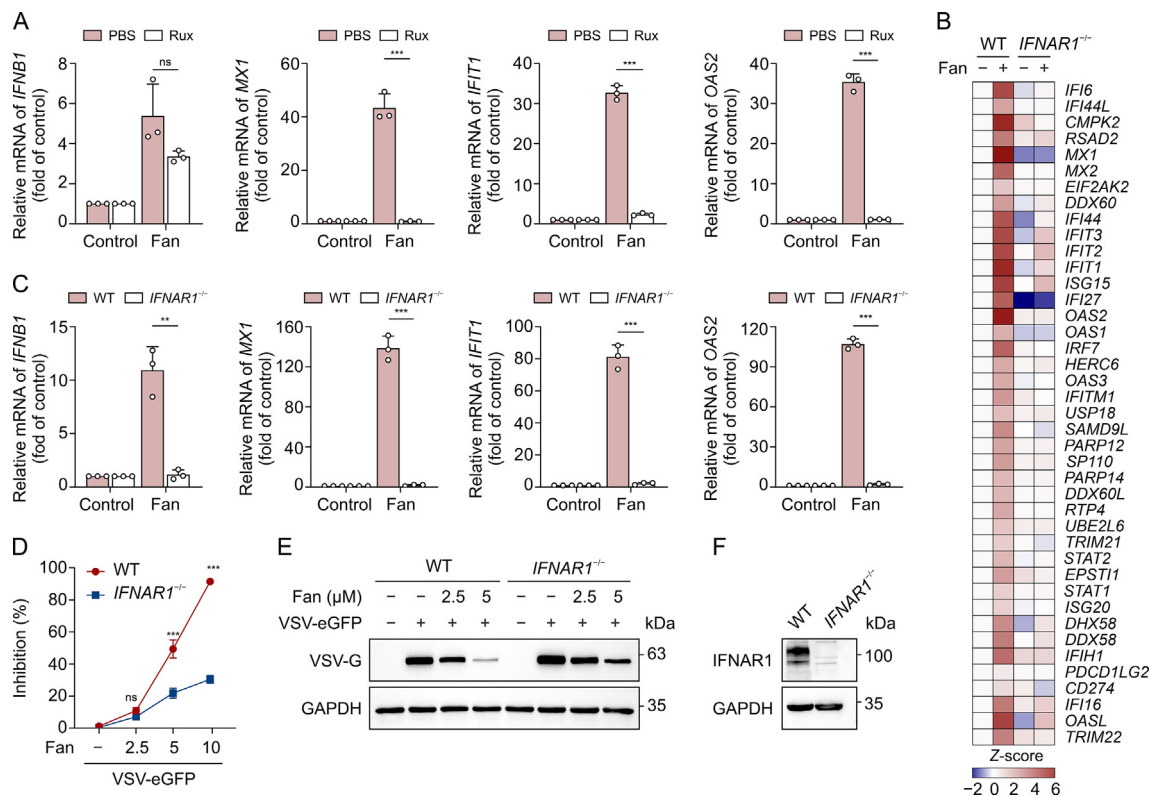 A
PBS Rux
Relative mRNA of IFNB1
(fold of control)
8
6
4
2
0
ns
Control Fan
PBS Rux
Relative mRNA of MX1
(fold of control)
60
40
20
0
***
Control Fan
PBS Rux
Relative mRNA of IFIT1
(fold of control)
40
30
20
10
0
***
Control Fan
PBS Rux
Relative mRNA of OAS2
(fold of control)
40
30
20
10
0
***
Control Fan
B
WT IFNAR1−/−
Fan − + − +
IFI6
IFI44L
CMPK2
RSAD2
MX1
MX2
EIF2AK2
DDX60
IFI44
IFIT3
IFIT2
IFIT1
ISG15
IFI27
OAS2
OAS1
IRF7
HERC6
OAS3
IFITM1
USP18
SAMD9L
PARP12
SP110
PARP14
DDX60L
RTP4
UBE2L6
TRIM21
STAT2
EPSTI1
STAT1
ISG20
DHX58
DDX58
IFIH1
PDCD1LG2
CD274
IFI16
OASL
TRIM22
Z-score
−2 0 2 4 6
C
WT IFNAR1−/−
Relative mRNA of IFNB1
(fold of control)
15
10
5
0
**
Control Fan
WT IFNAR1−/−
Relative mRNA of MX1
(fold of control)
160
120
80
40
0
***
Control Fan
WT IFNAR1−/−
Relative mRNA of IFIT1
(fold of control)
100
80
60
40
20
0
***
Control Fan
WT IFNAR1−/−
Relative mRNA of OAS2
(fold of control)
120
90
60
30
0
***
Control Fan
D
WT
IFNAR1−/−
Inhibition (%)
100
80
60
40
20
0
ns
***
***
Fan − 2.5 5 10
VSV-eGFP
E
WT IFNAR1−/−
Fan (μM) − − 2.5 5 − − 2.5 5
VSV-eGFP − + + + − + + + kDa
VSV-G 63
GAPDH 35
F
WT IFNAR1−/−
kDa
IFNAR1 100
GAPDH 35